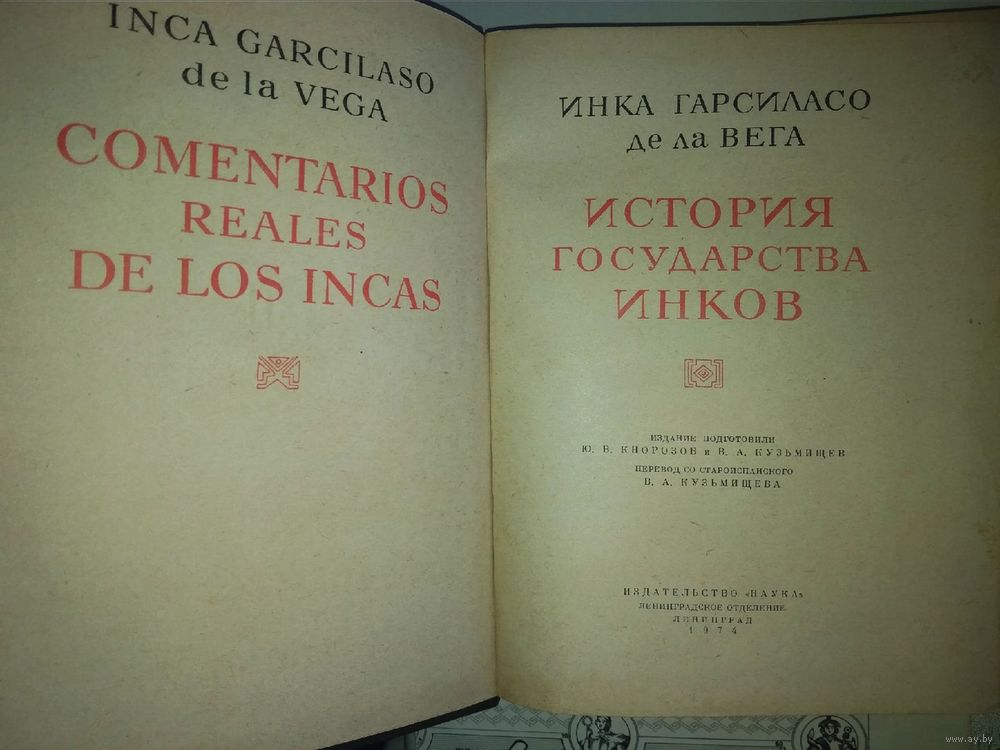 INCA GARCILASO
de la VEGA
COMENTARIOS
REALES
DE LOS INCAS
ИНКА ГАРСИЛАСО
де ла ВЕГА
ИСТОРИЯ
ГОСУДАРСТВА
ИНКОВ
ИЗДАНИЕ ПОДГОТОВИЛИ
Ю. В. КНОРОЗОВ и В. А. КУЗЬМИЩЕВ
ПЕРЕВОД СО СТАРОИСПАНСКОГО
В. А. КУЗЬМИЩЕВА
ИЗДАТЕЛЬСТВО «НАУКА»
ЛЕНИНГРАДСКОЕ ОТДЕЛЕНИЕ
ЛЕНИНГРАД
1974
www.ay.by